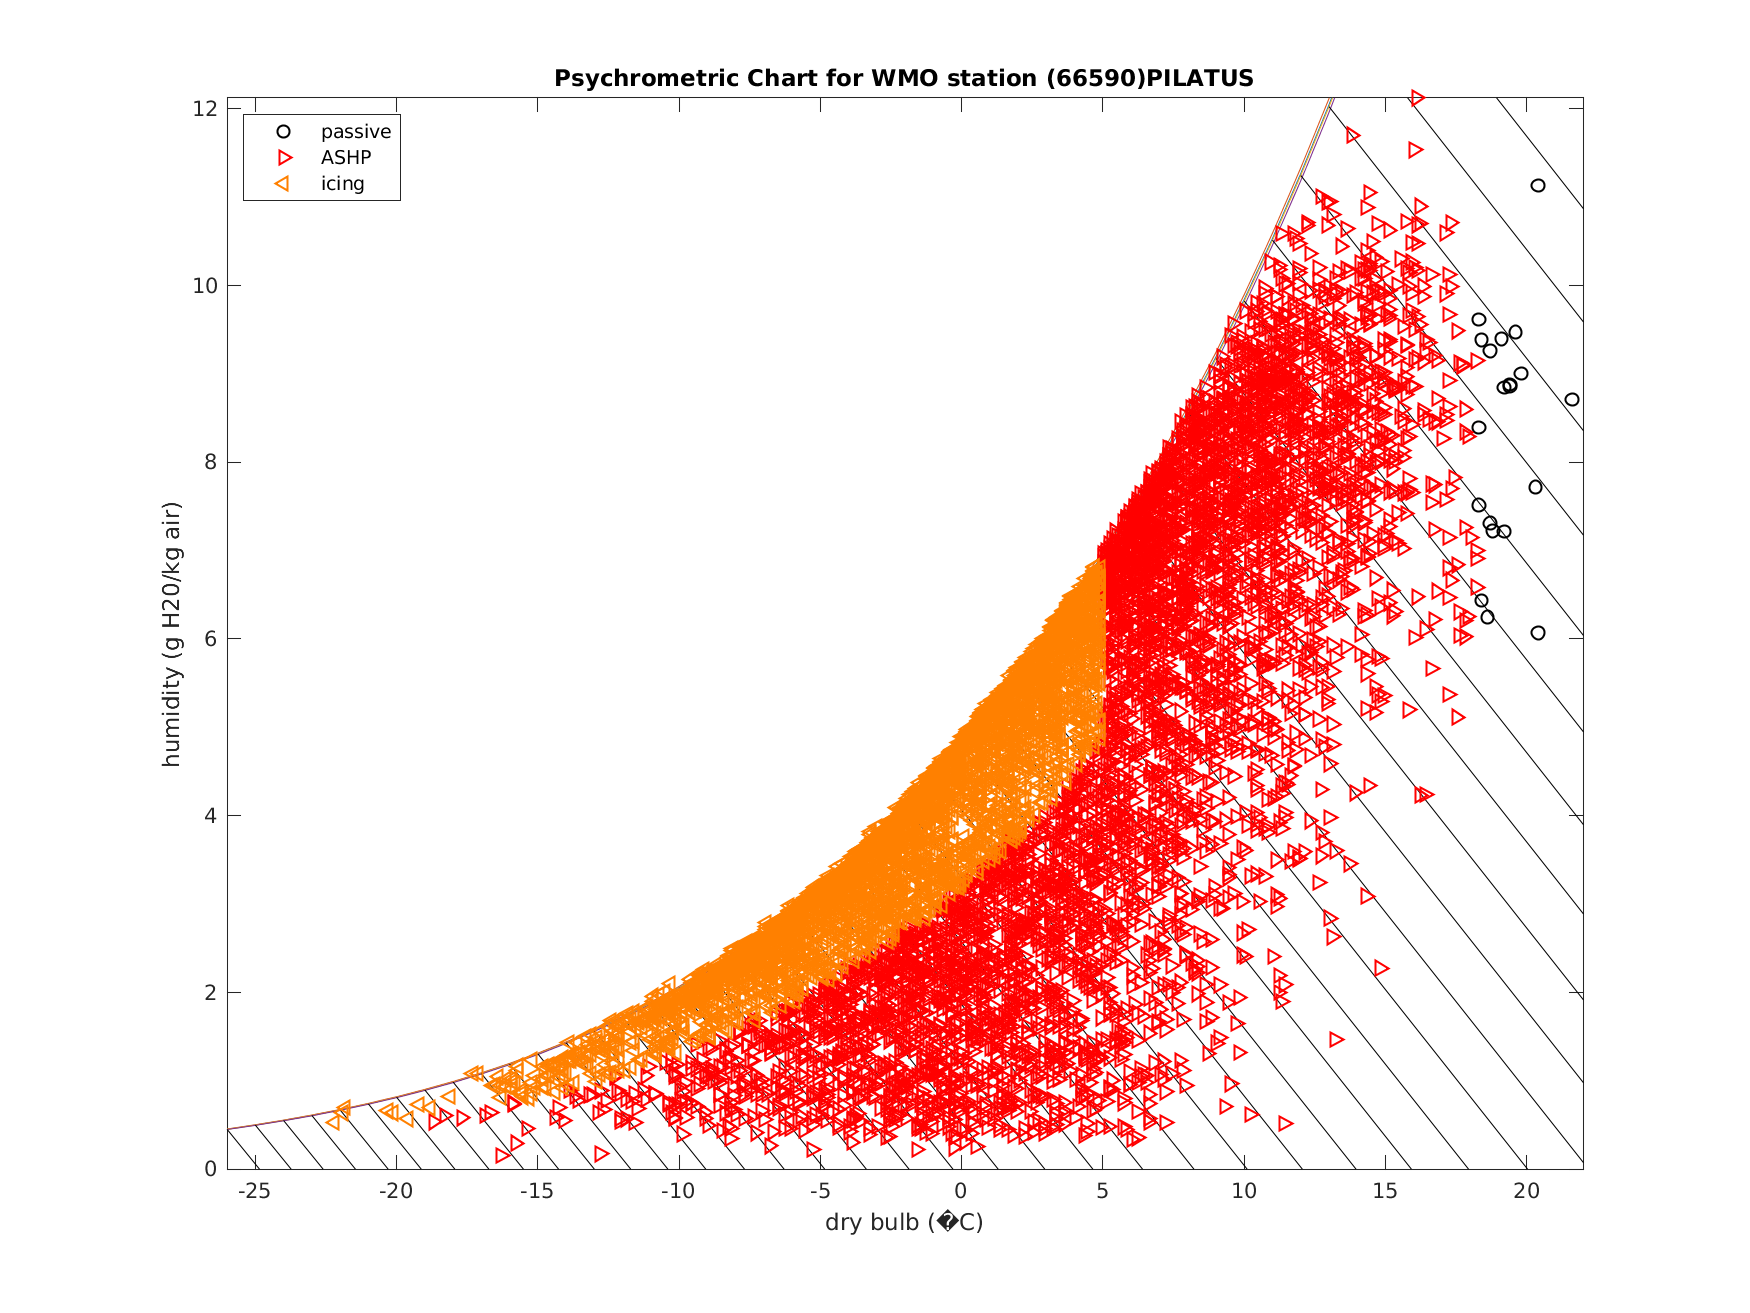 Psychrometric Chart for WMO station (66590)PILATUS
passive
ASHP
icing
12
10
8
6
4
2
0
humidity (g H20/kg air)
-25 -20 -15 -10 -5 0 5 10 15 20
dry bulb (�C)